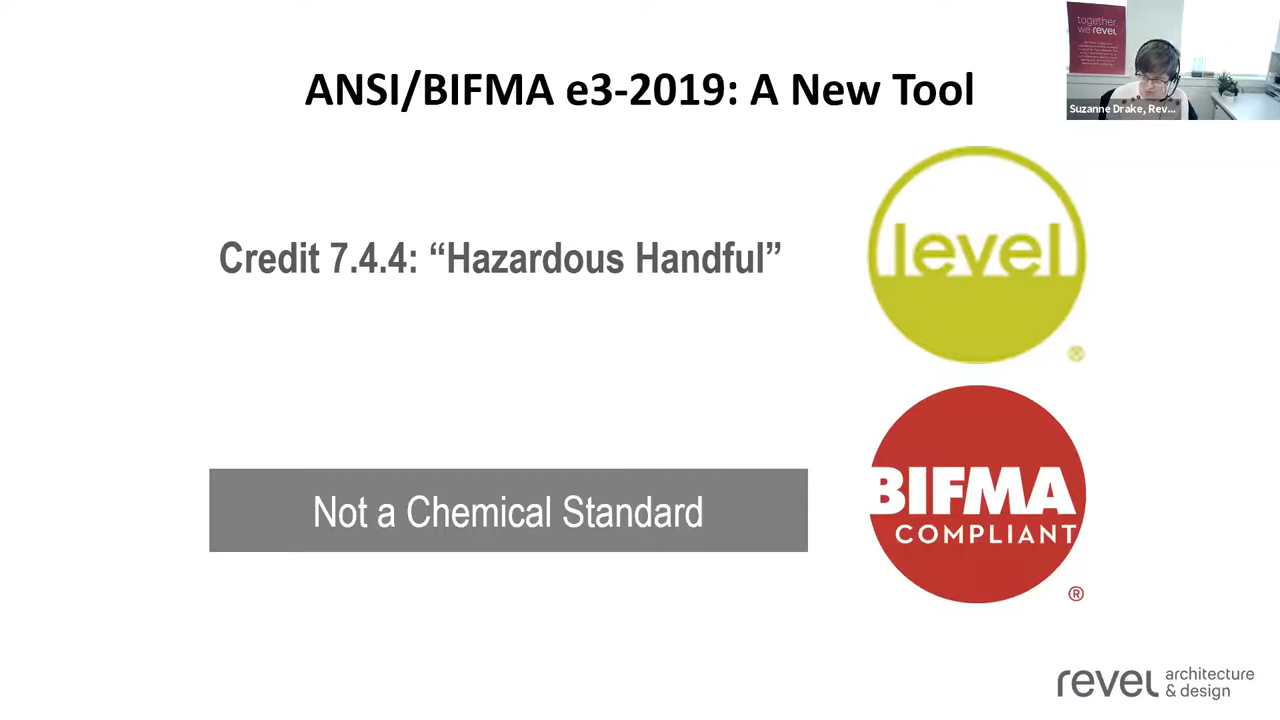 ANSI/BIFMA e3-2019: A New Tool
together,
we revel
Suzanne Drake, Rev...
level
®
Credit 7.4.4: “Hazardous Handful”
BIFMA
COMPLIANT
®
Not a Chemical Standard
revel architecture
& design